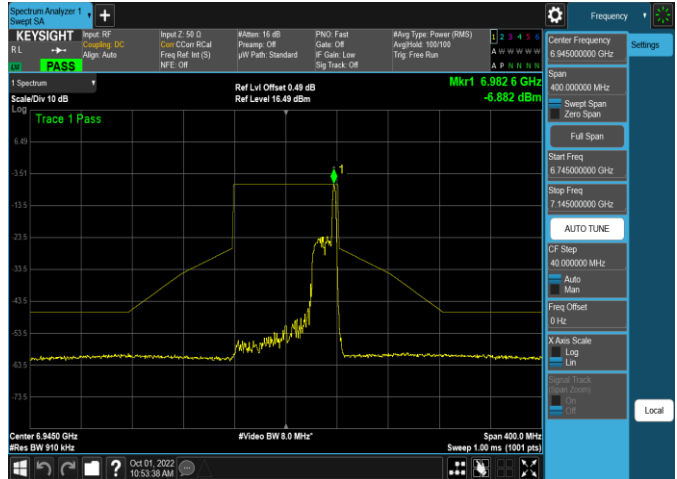 Spectrum Analyzer 1
Swept SA
KEYSIGHT
RL
PASS
Input: RF
Coupling: DC
Align: Auto
Input Z: 50 Ω
Corr CCorr RCal
Freq Ref: Int (S)
NFE: Off
#Atten: 16 dB
Preamp: Off
µW Path: Standard
PNO: Fast
Gate: Off
IF Gain: Low
Sig Track: Off
#Avg Type: Power (RMS)
Avg|Hold: 100/100
Trig: Free Run
1 2 3 4 5 6
A W W W W W
A P N N N N
1 Spectrum
Scale/Div 10 dB
Ref Lvl Offset 0.49 dB
Ref Level 16.49 dBm
Mkr1 6.982 6 GHz
-6.882 dBm
Log
Trace 1 Pass
1
6.49
-3.51
-13.5
-23.5
-33.5
-43.5
-53.5
-63.5
-73.5
Center 6.9450 GHz
#Res BW 910 kHz
#Video BW 8.0 MHz*
Span 400.0 MHz
Sweep 1.00 ms (1001 pts)
Oct 01, 2022
10:53:38 AM
Frequency
Settings
Center Frequency
6.945000000 GHz
Span
400.000000 MHz
Swept Span
Zero Span
Full Span
Start Freq
6.745000000 GHz
Stop Freq
7.145000000 GHz
AUTO TUNE
CF Step
40.000000 MHz
Auto
Man
Freq Offset
0 Hz
X Axis Scale
Log
Lin
Signal Track
(Span Zoom)
On
Off
Local